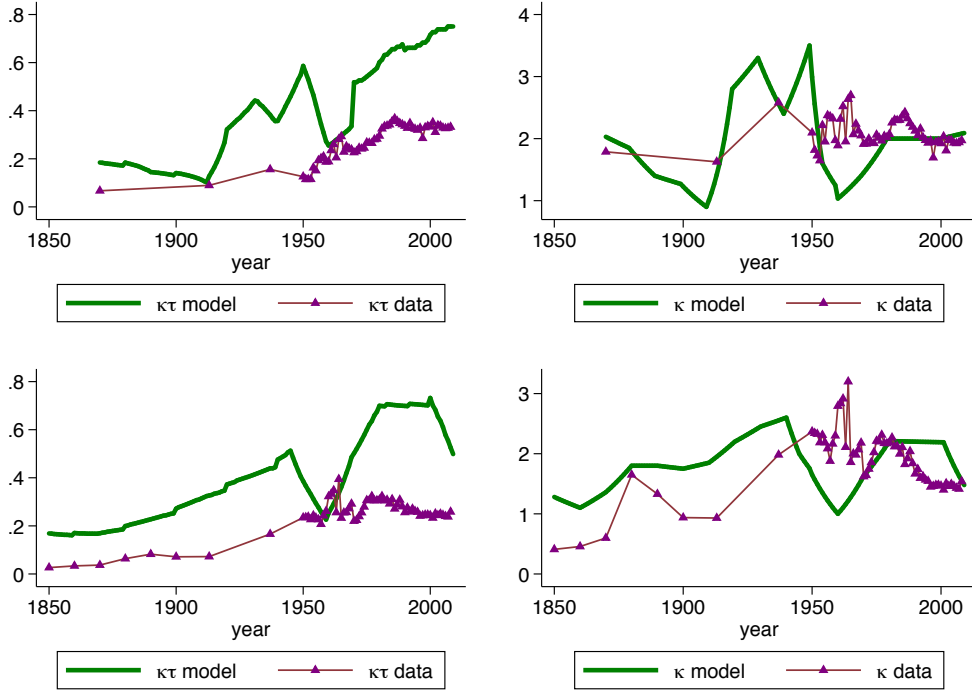 .8
.6
.4
.2
0
1850 1900 1950 2000
year
κτ model κτ data
4
3
2
1
1850 1900 1950 2000
year
κ model κ data
.8
.6
.4
.2
0
1850 1900 1950 2000
year
κτ model κτ data
3
2
1
0
1850 1900 1950 2000
year
κ model κ data